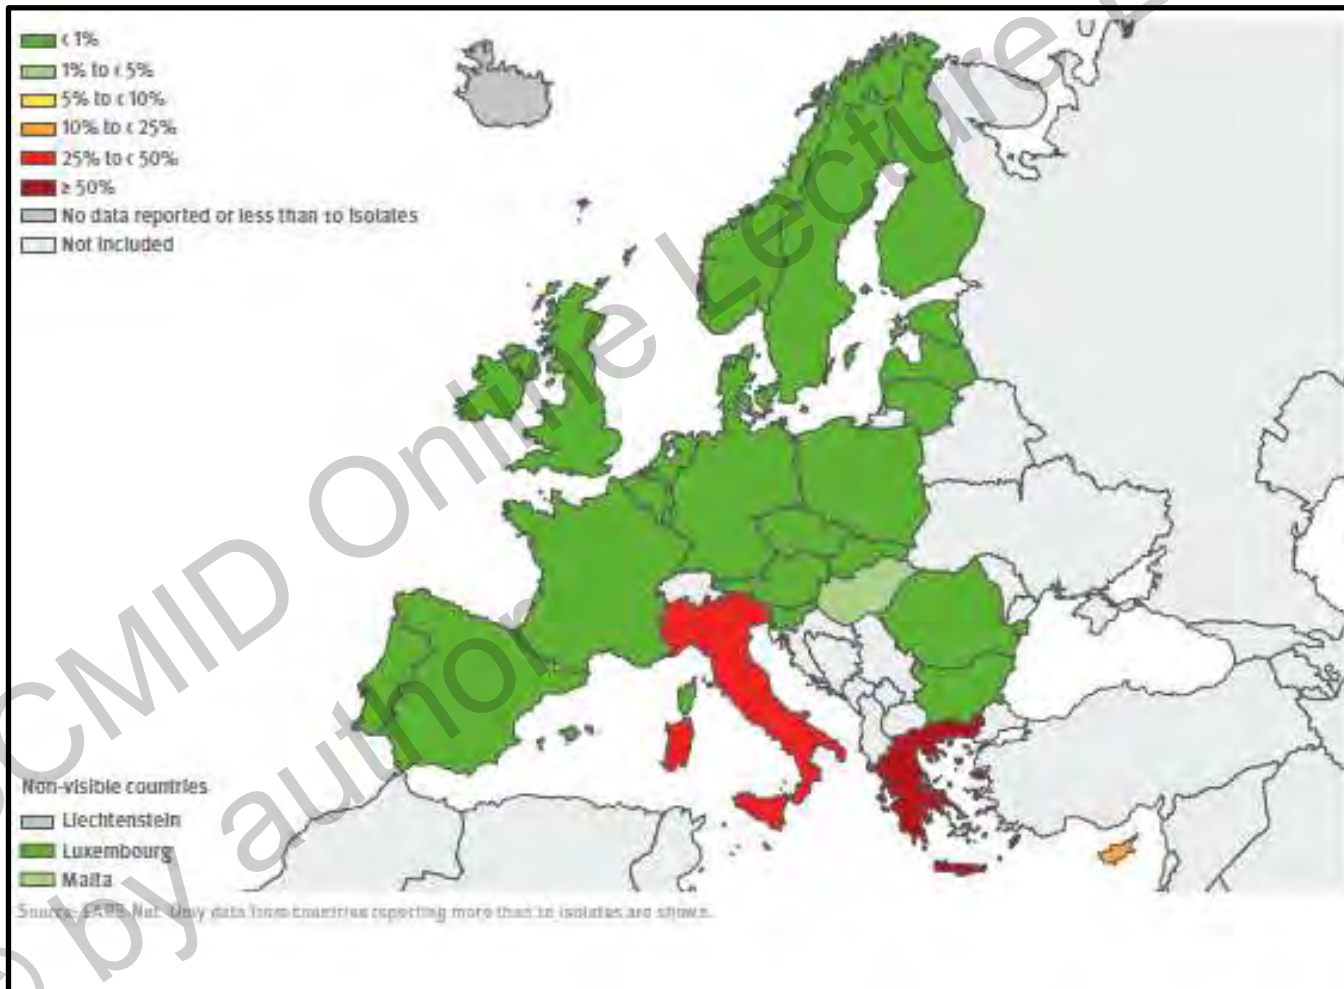 < 1%
1% to < 5%
5% to < 10%
10% to < 25%
25% to < 50%
≥ 50%
No data reported or less than 10 isolates
Not included
Non-visible countries
Liechtenstein
Luxembourg
Malta
Source: EARS-Net. Only data from countries reporting more than 10 isolates are shown.
CMID Online Lecture
© by author